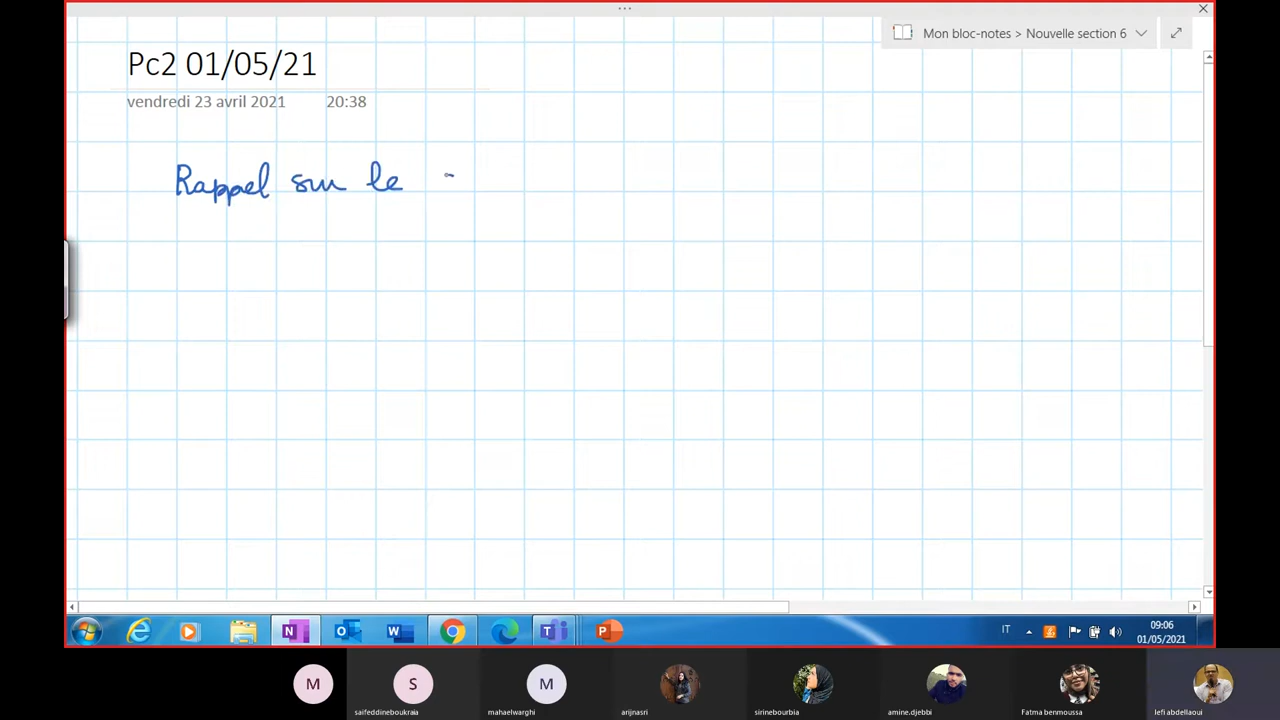 Mon bloc-notes > Nouvelle section 6
Pc2 01/05/21
vendredi 23 avril 2021 20:38
Rappel sur le
IT
09:06
01/05/2021
M
S
M
saifeddineboukraia
mahaelwarghi
arijnasri
sirinebourbia
amine.djebbi
Fatma benmoussa
lefi abdellaoui